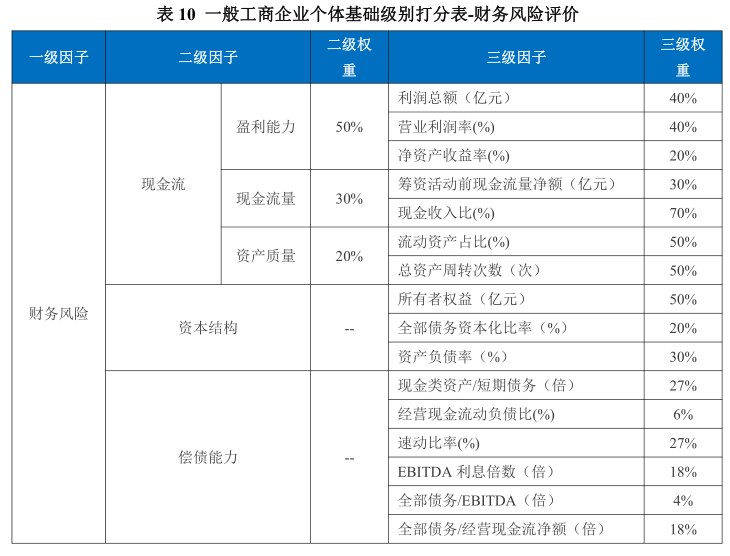 表 10 一般工商企业个体基础级别打分表-财务风险评价
一级因子 二级因子 二级权重 三级因子 三级权重
财务风险 现金流 盈利能力 50% 利润总额（亿元） 40%
营业利润率(%) 40%
净资产收益率(%) 20%
现金流量 30% 筹资活动前现金流量净额（亿元） 30%
现金收入比(%) 70%
资产质量 20% 流动资产占比(%) 50%
总资产周转次数（次） 50%
资本结构 -- 所有者权益（亿元） 50%
全部债务资本化比率（%） 20%
资产负债率（%） 30%
偿债能力 -- 现金类资产/短期债务（倍） 27%
经营现金流动负债比(%) 6%
速动比率(%) 27%
EBITDA 利息倍数（倍） 18%
全部债务/EBITDA（倍） 4%
全部债务/经营现金流净额（倍） 18%